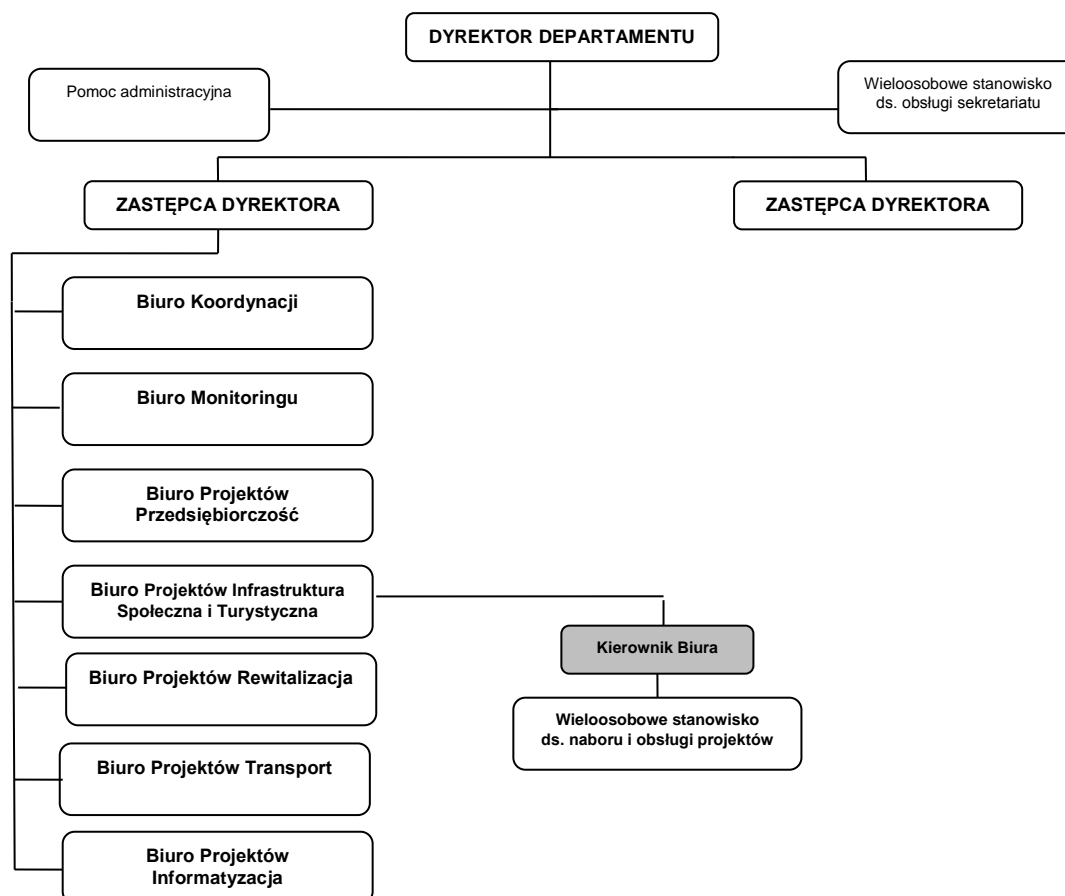 DYREKTOR DEPARTAMENTU
Pomoc administracyjna
Wieloosobowe stanowisko
ds. obsługi sekretariatu
ZASTĘPCA DYREKTORA
ZASTĘPCA DYREKTORA
Biuro Koordynacji
Biuro Monitoringu
Biuro Projektów
Przedsiębiorczość
Biuro Projektów Infrastruktura
Społeczna i Turystyczna
Kierownik Biura
Biuro Projektów Rewitalizacja
Wieloosobowe stanowisko
ds. naboru i obsługi projektów
Biuro Projektów Transport
Biuro Projektów
Informatyzacja